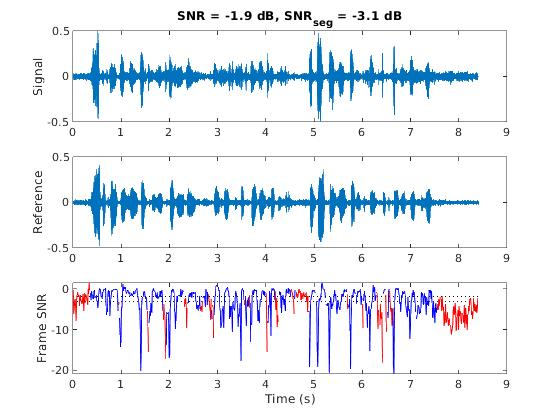 SNR = -1.9 dB, SNRseg = -3.1 dB
Signal
0.5
0
-0.5
0 1 2 3 4 5 6 7 8 9
Reference
0.5
0
-0.5
0 1 2 3 4 5 6 7 8 9
Frame SNR
0
-10
-20
0 1 2 3 4 5 6 7 8 9
Time (s)